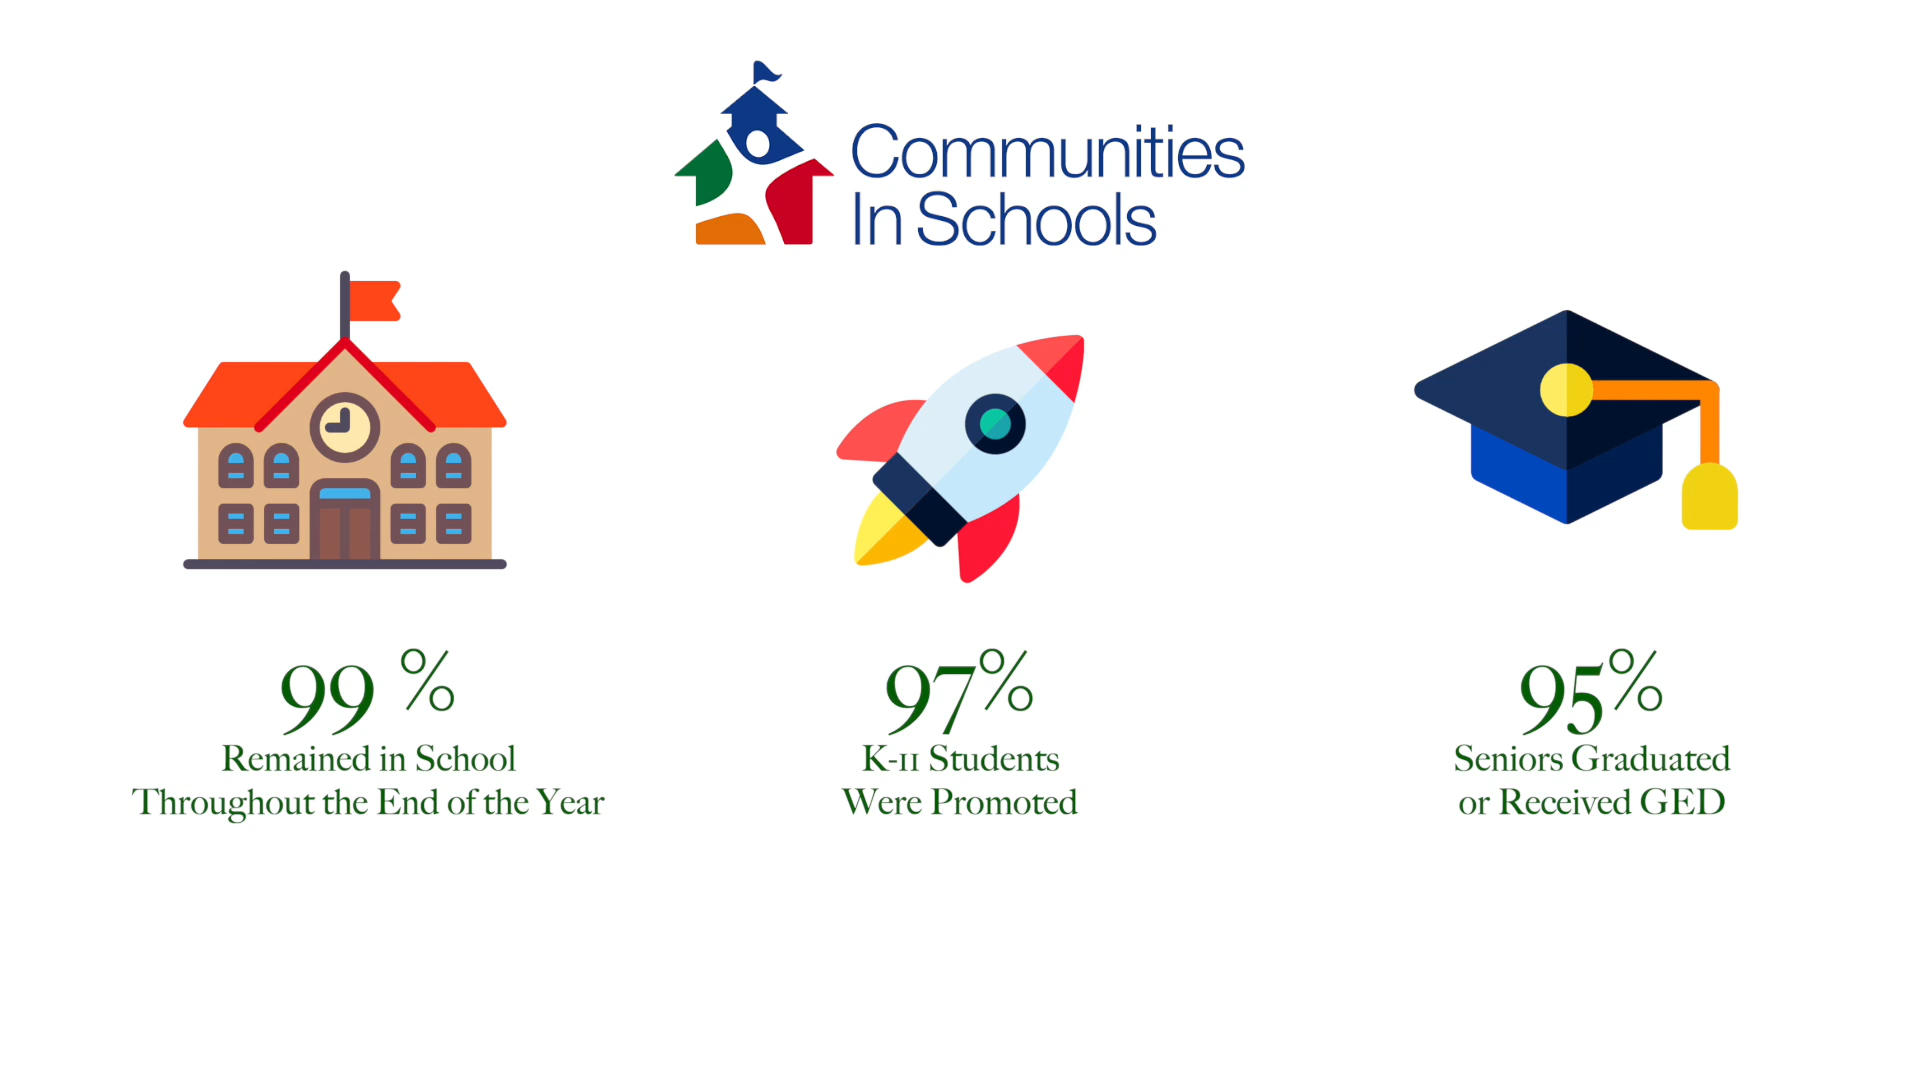 Communities
In Schools
99 %
Remained in School
Throughout the End of the Year
97%
K-11 Students
Were Promoted
95%
Seniors Graduated
or Received GED